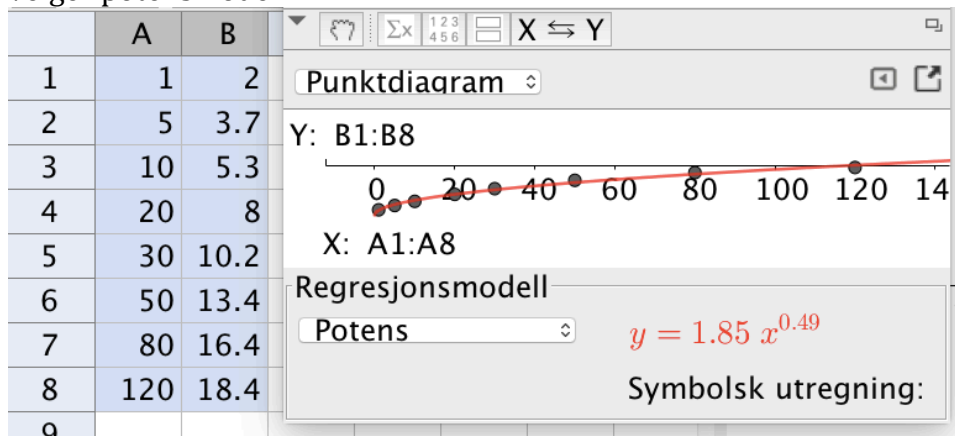 A B
1 1 2
2 5 3.7
3 10 5.3
4 20 8
5 30 10.2
6 50 13.4
7 80 16.4
8 120 18.4
9
Σx 123 456 X ⇆ Y
Punktdiagram
Y: B1:B8
0 20 40 60 80 100 120 14
X: A1:A8
Regresjonsmodell
Potens
y = 1.85 x^0.49
Symbolsk utregning: